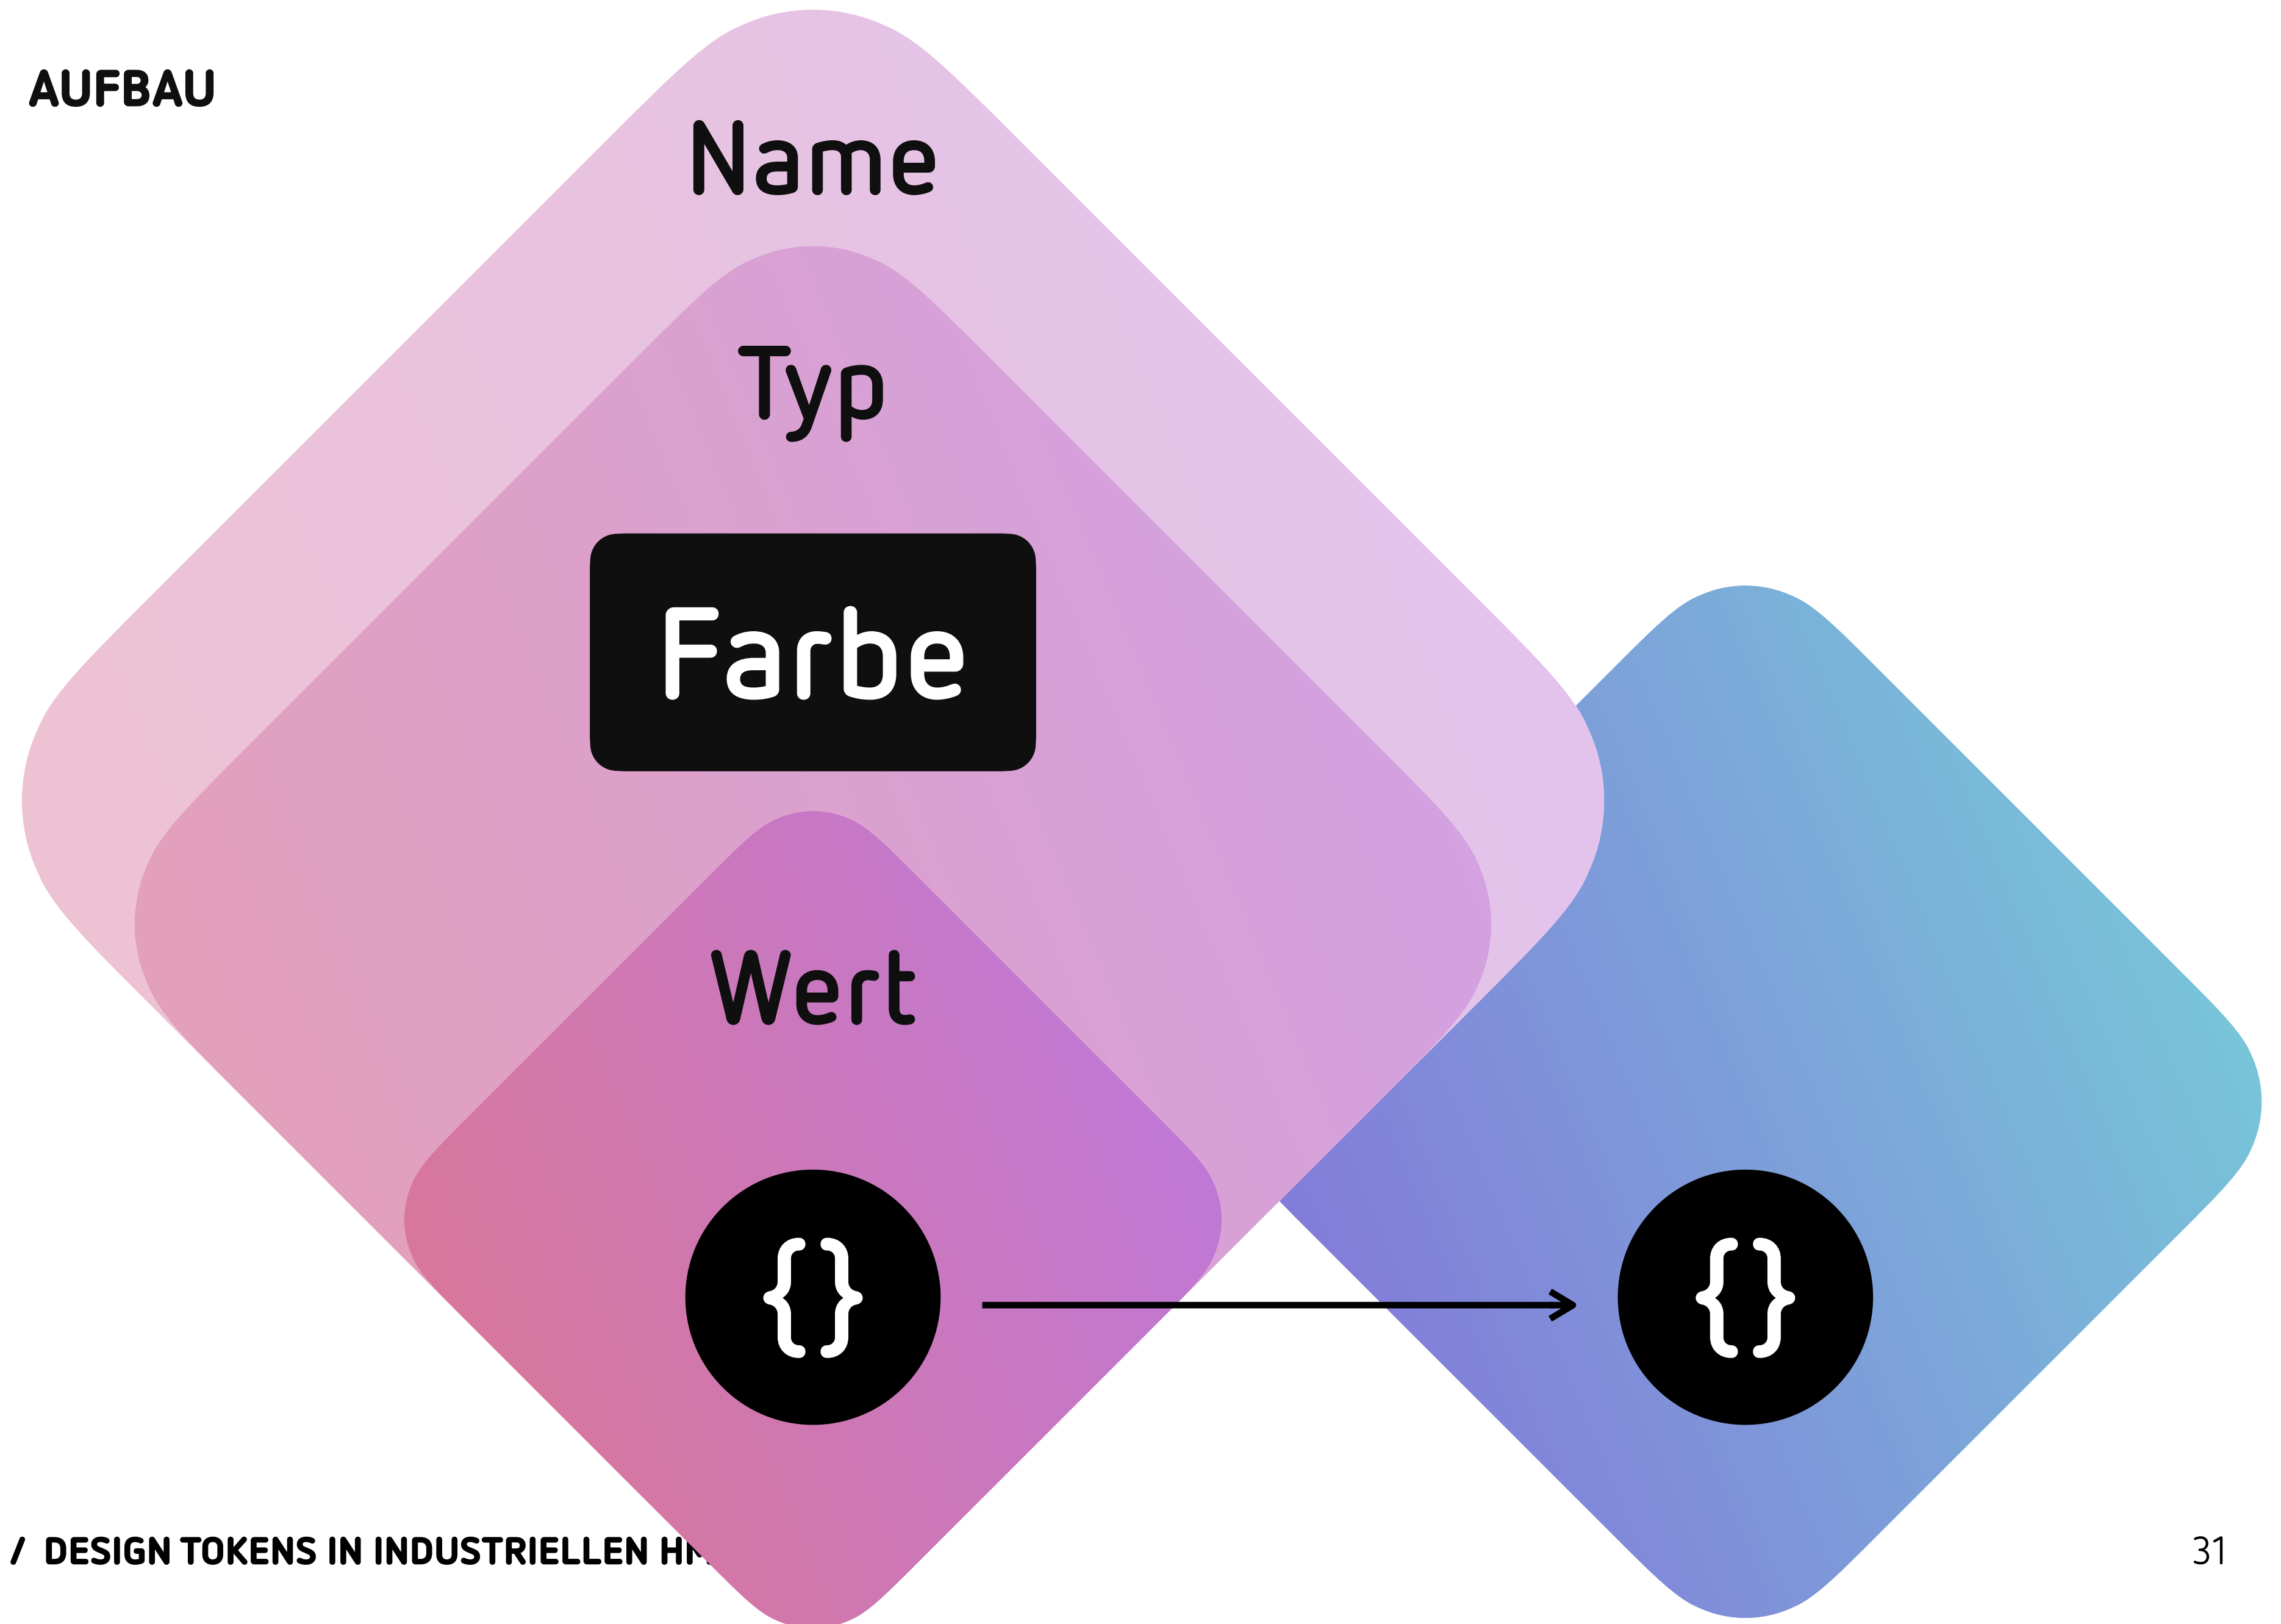 AUFBAU
Name
Typ
Farbe
Wert
{} {}
/ DESIGN TOKENS IN INDUSTRIELLEN
31